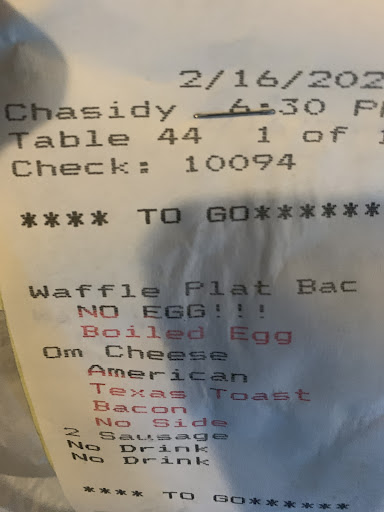 2/16/202
Chasidy 6:30 P
Table 44 1 of 1
Check: 10094
**** TO GO******
Waffle Plat Bac
NO EGG!!!
Boiled Egg
Om Cheese
American
Texas Toast
Bacon
No Side
2 Sausage
No Drink
No Drink
**** TO GO******